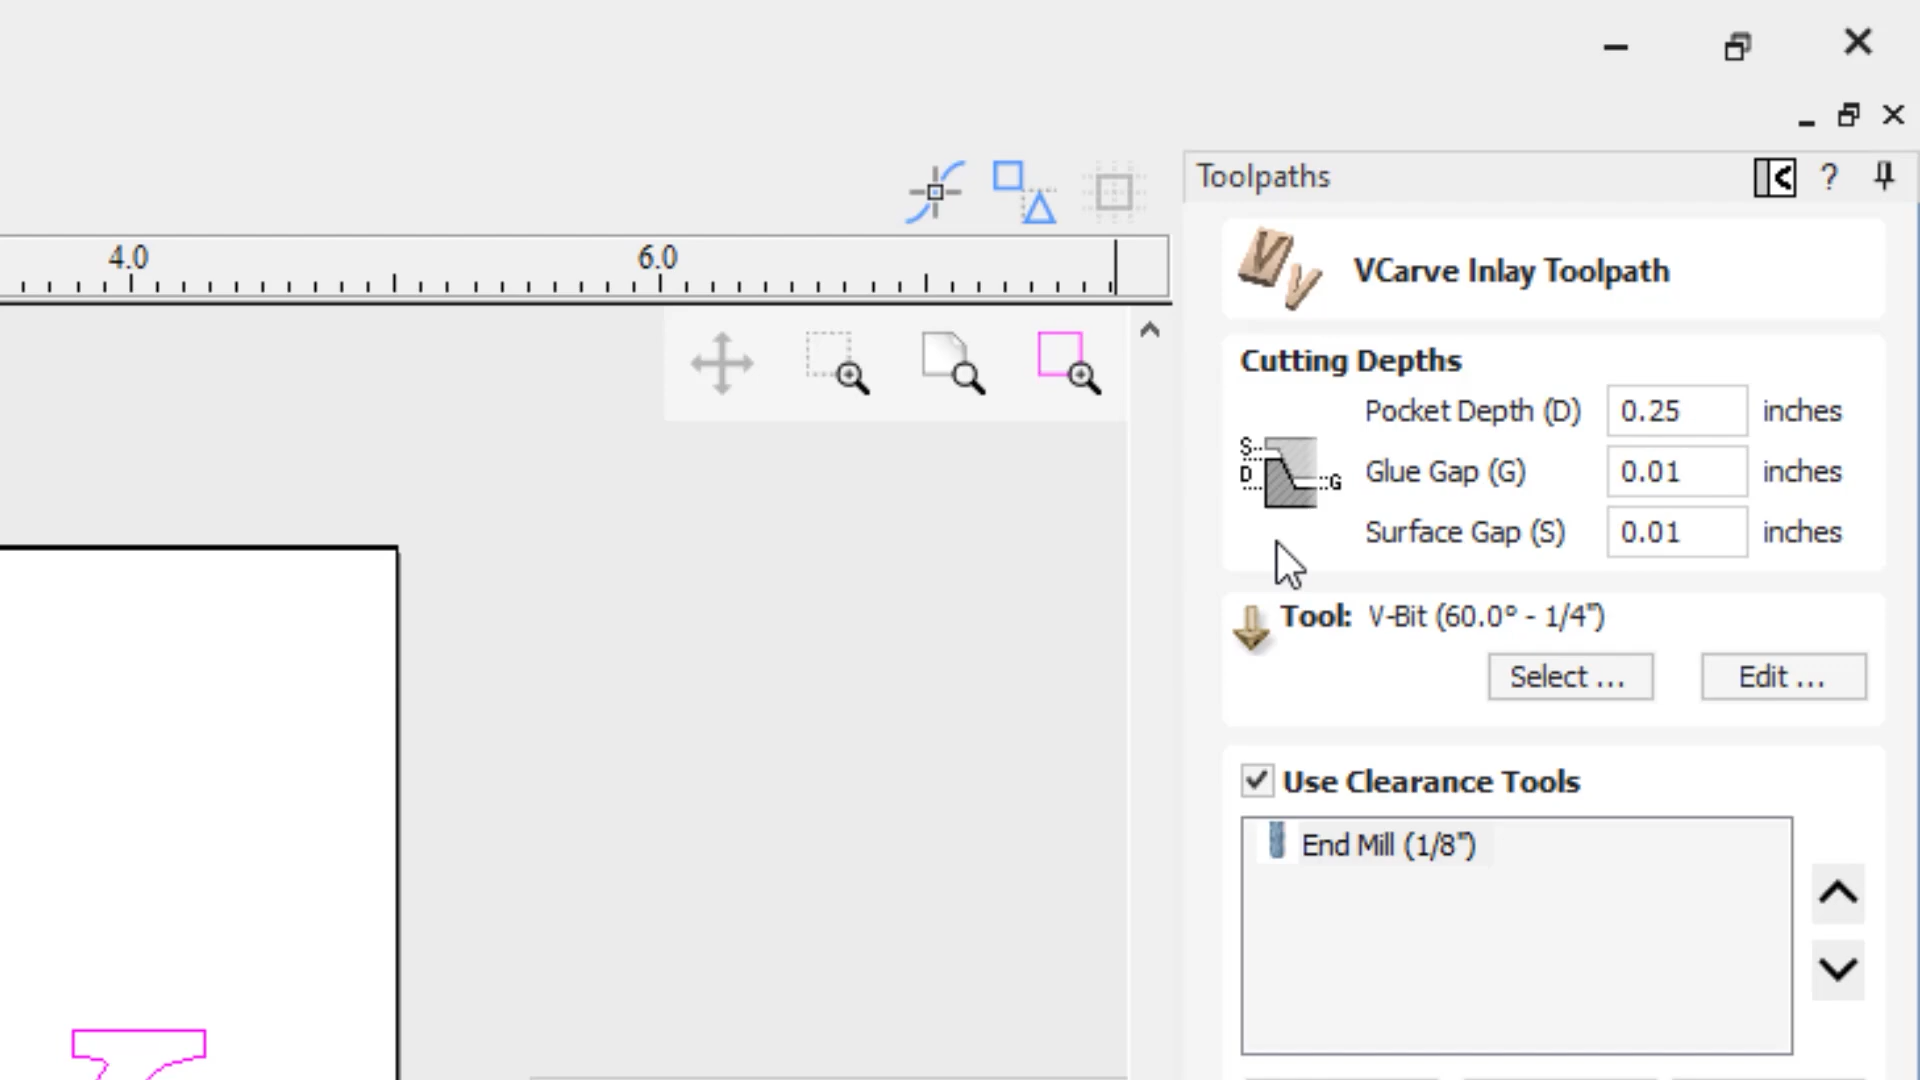 Toolpaths ?
4.0 6.0
VCarve Inlay Toolpath
Cutting Depths
Pocket Depth (D) 0.25 inches
S
D
G
Glue Gap (G) 0.01 inches
Surface Gap (S) 0.01 inches
Tool: V-Bit (60.0° - 1/4")
Select ... Edit ...
Use Clearance Tools
End Mill (1/8")